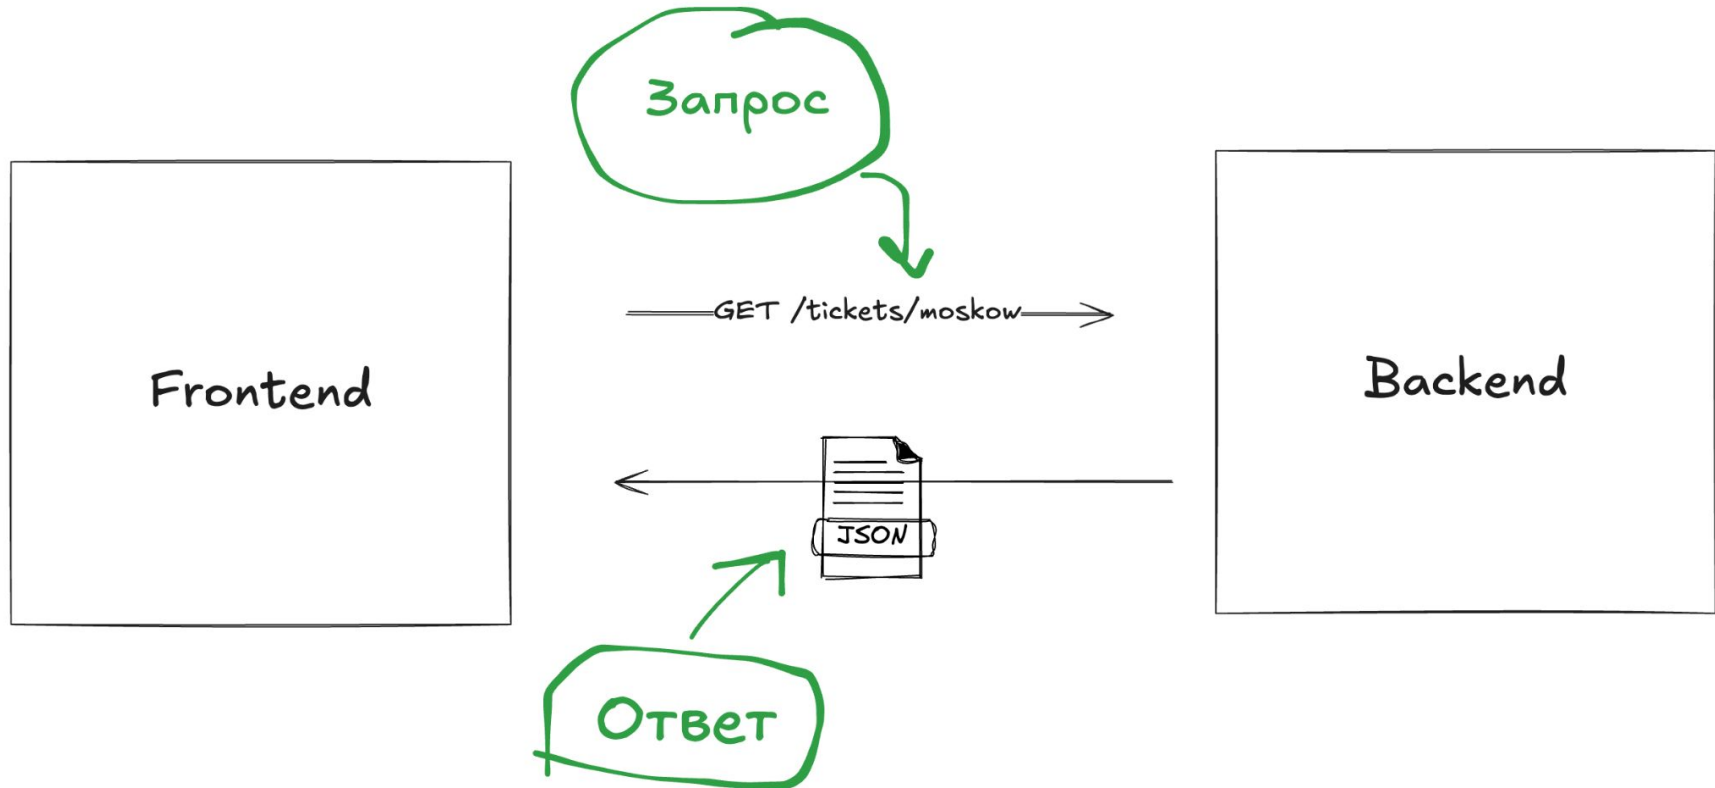 Запрос
GET /tickets/moskow
Frontend
Backend
JSON
Ответ